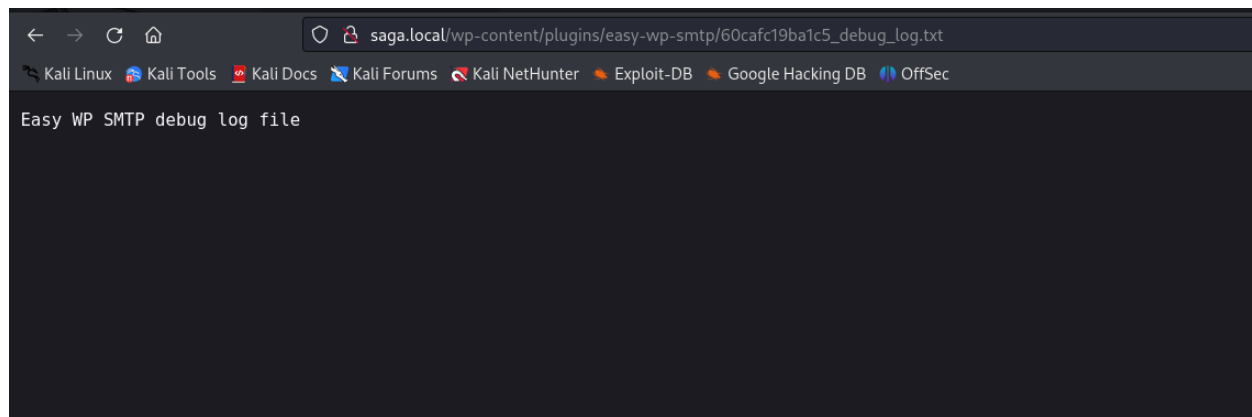 saga.local/wp-content/plugins/easy-wp-smtp/60cafc19ba1c5_debug_log.txt
Kali Linux Kali Tools Kali Docs Kali Forums Kali NetHunter Exploit-DB Google Hacking DB OffSec
Easy WP SMTP debug log file